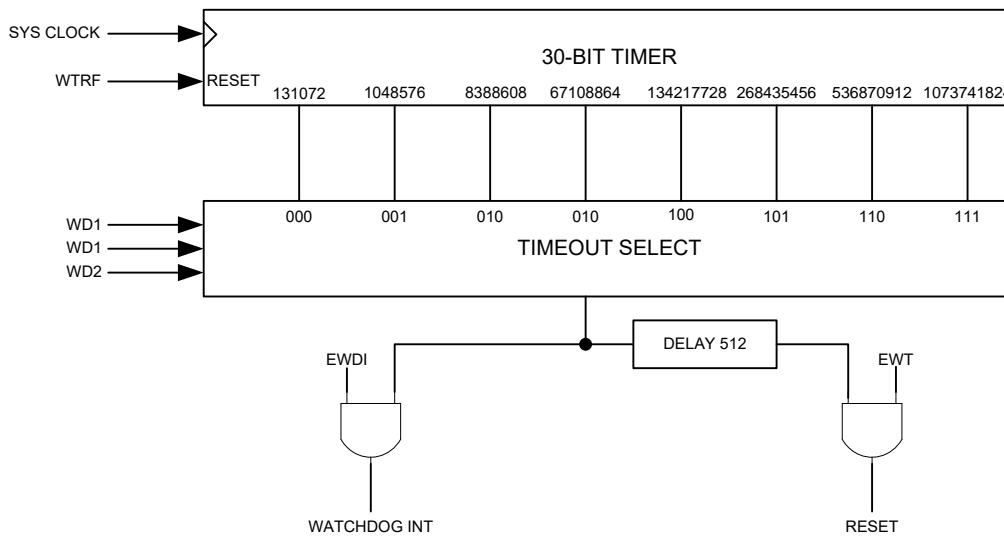 SYS CLOCK
30-BIT TIMER
WTRF
RESET
131072 1048576 8388608 67108864 134217728 268435456 536870912 1073741824
000 001 010 010 100 101 110 111
WD1
TIMEOUT SELECT
WD1
WD2
DELAY 512
EWDI
EWT
WATCHDOG INT
RESET